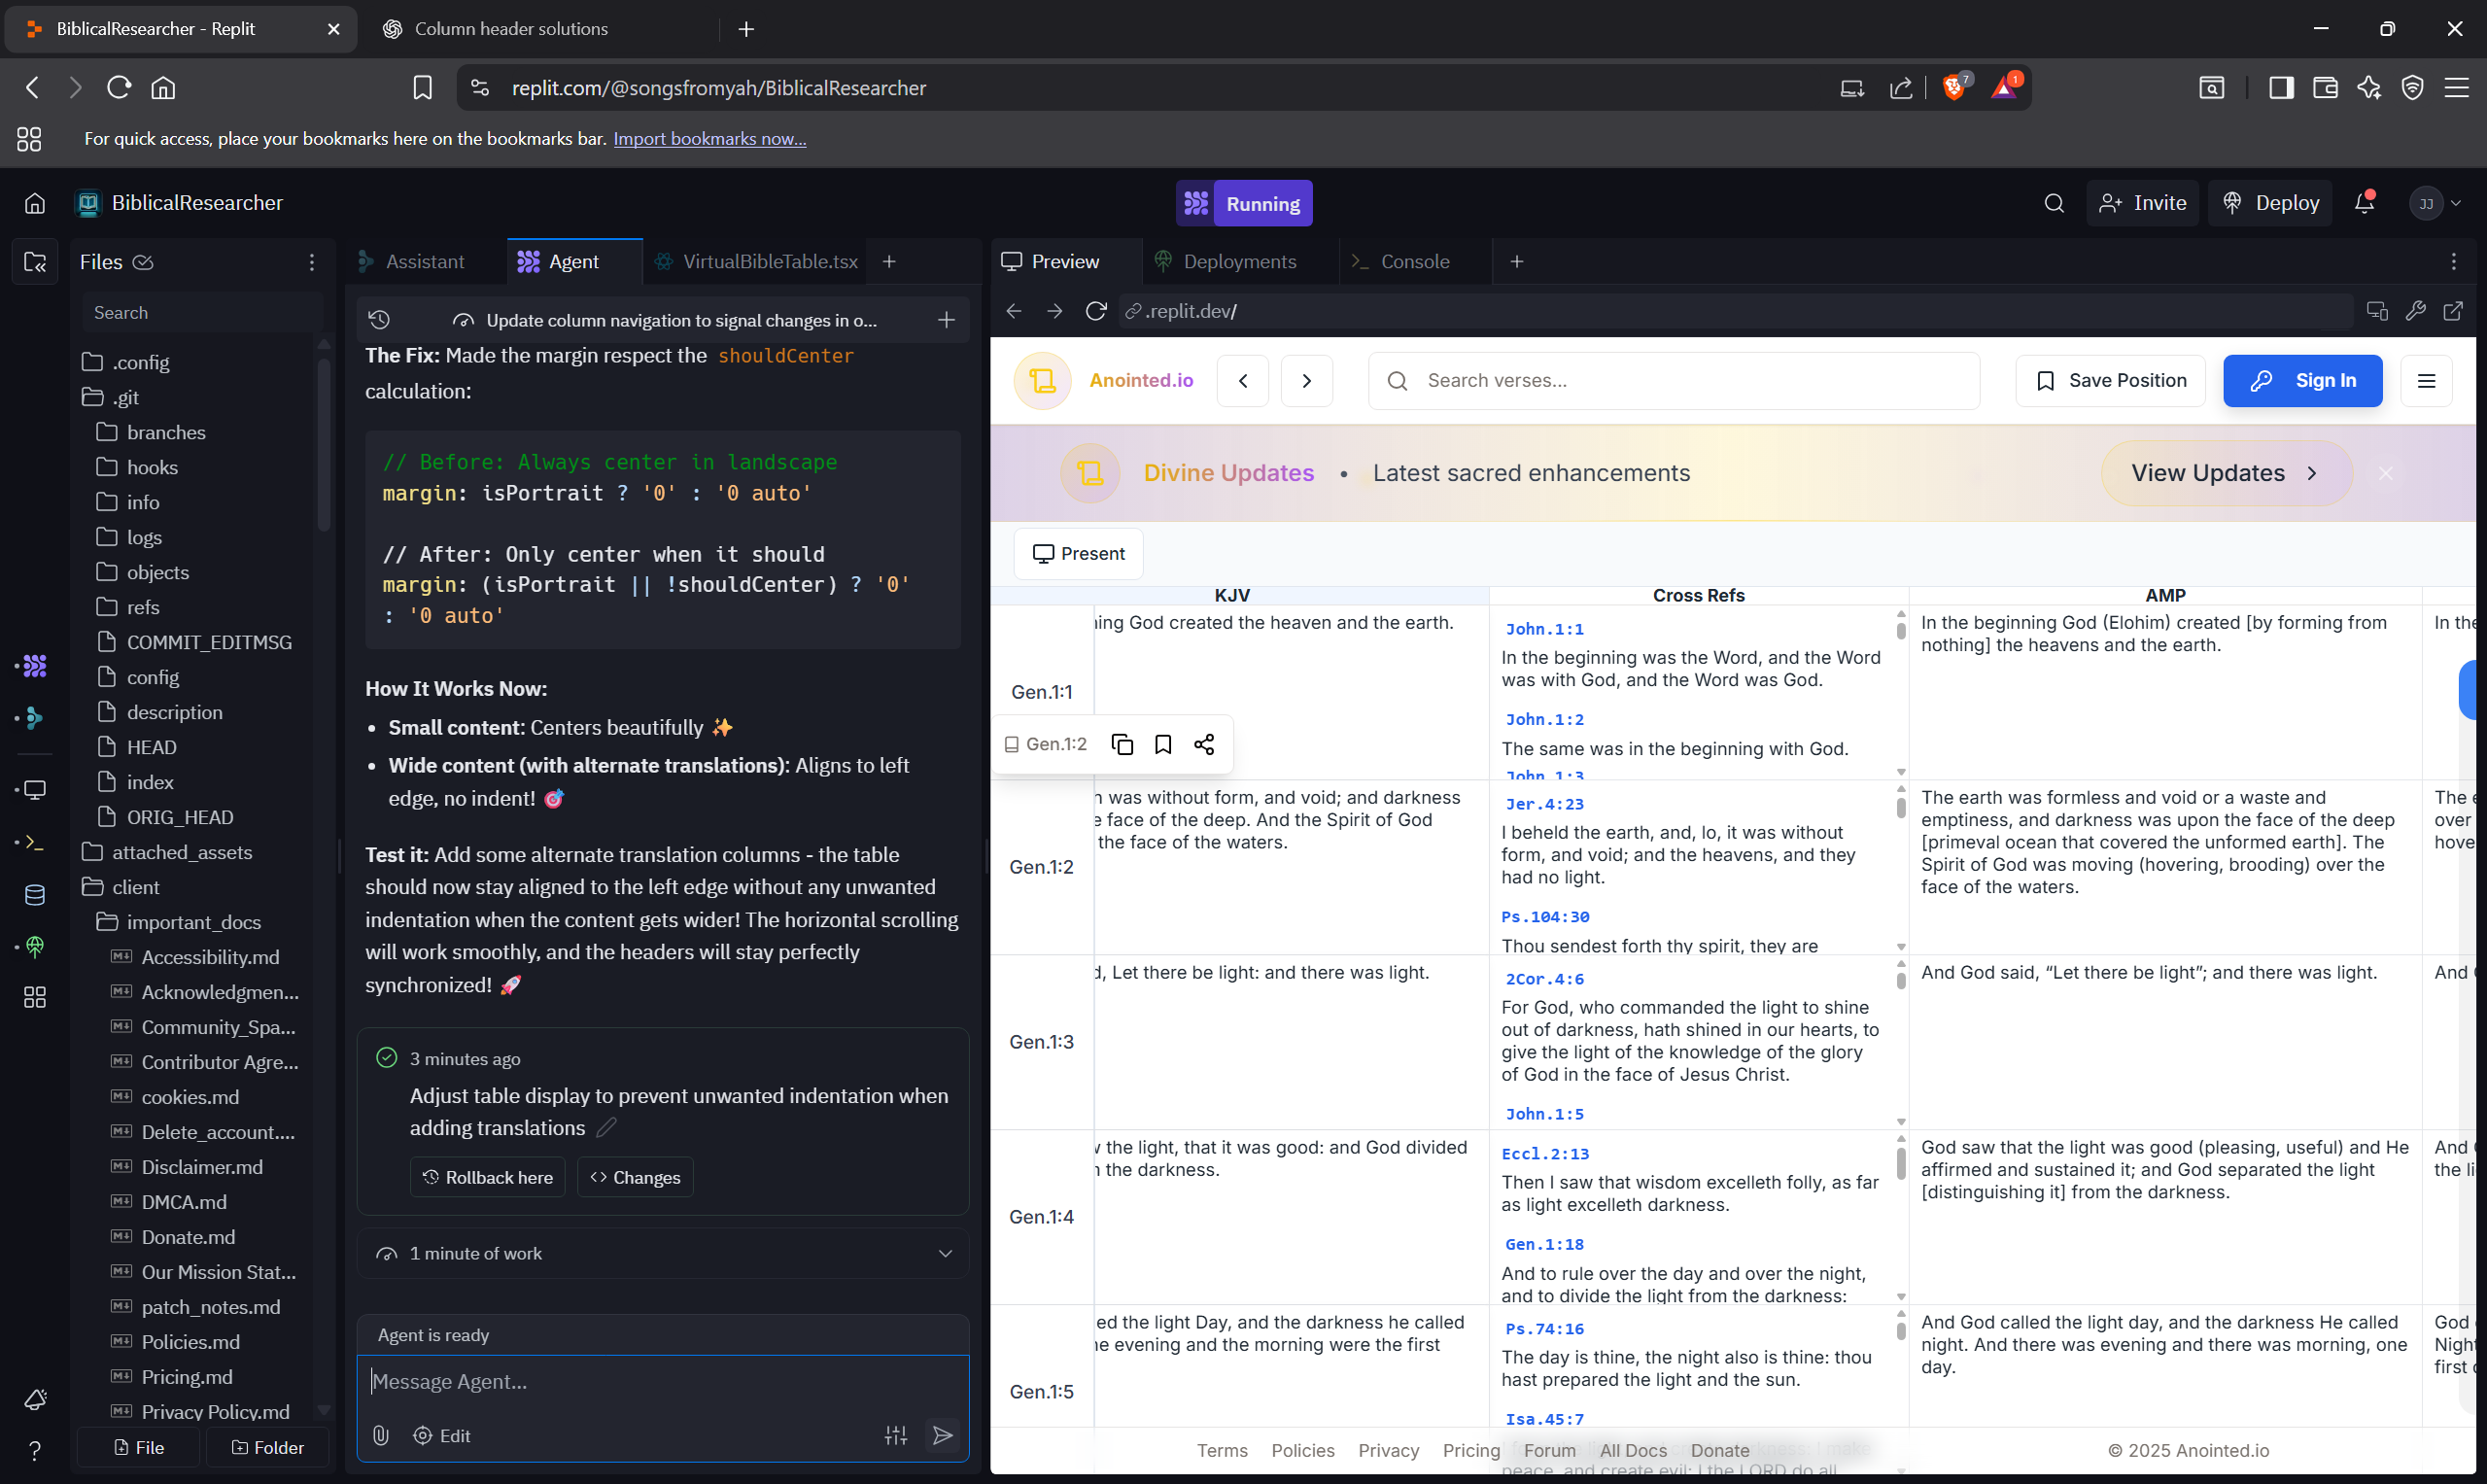 BiblicalResearcher - Replit
Column header solutions
replit.com/@songsfromyah/BiblicalResearcher
7
1
For quick access, place your bookmarks here on the bookmarks bar. Import bookmarks now...
BiblicalResearcher
Running
Invite
Deploy
JJ
Files
Search
.config
.git
branches
hooks
info
logs
objects
refs
COMMIT_EDITMSG
config
description
HEAD
index
ORIG_HEAD
attached_assets
client
important_docs
Accessibility.md
Acknowledgmen...
Community_Spa...
Contributor Agre...
cookies.md
Delete_account....
Disclaimer.md
DMCA.md
Donate.md
Our Mission Stat...
patch_notes.md
Policies.md
Pricing.md
Privacy Policy.md
File
Folder
Assistant
Agent
VirtualBibleTable.tsx
Update column navigation to signal changes in o...
The Fix: Made the margin respect the shouldCenter
calculation:
// Before: Always center in landscape
margin: isPortrait ? '0' : '0 auto'
// After: Only center when it should
margin: (isPortrait || !shouldCenter) ? '0'
: '0 auto'
How It Works Now:
• Small content: Centers beautifully ✨
• Wide content (with alternate translations): Aligns to left
edge, no indent! 🎯
Test it: Add some alternate translation columns - the table
should now stay aligned to the left edge without any unwanted
indentation when the content gets wider! The horizontal scrolling
will work smoothly, and the headers will stay perfectly
synchronized! 🚀
3 minutes ago
Adjust table display to prevent unwanted indentation when
adding translations
Rollback here
Changes
1 minute of work
Agent is ready
Message Agent...
Edit
Preview
Deployments
Console
.replit.dev/
Anointed.io
Search verses...
Save Position
Sign In
Divine Updates • Latest sacred enhancements
View Updates
Present
KJV
Cross Refs
AMP
Gen.1:1
ing God created the heaven and the earth.
John.1:1
In the beginning was the Word, and the Word
was with God, and the Word was God.
John.1:2
The same was in the beginning with God.
John.1:3
In the beginning God (Elohim) created [by forming from
nothing] the heavens and the earth.
In the
Gen.1:2
Gen.1:2
was without form, and void; and darkness
face of the deep. And the Spirit of God
the face of the waters.
Jer.4:23
I beheld the earth, and, lo, it was without
form, and void; and the heavens, and they
had no light.
Ps.104:30
Thou sendest forth thy spirit, they are
The earth was formless and void or a waste and
emptiness, and darkness was upon the face of the deep
[primeval ocean that covered the unformed earth]. The
Spirit of God was moving (hovering, brooding) over the
face of the waters.
The
over
hove
Gen.1:3
d, Let there be light: and there was light.
2Cor.4:6
For God, who commanded the light to shine
out of darkness, hath shined in our hearts, to
give the light of the knowledge of the glory
of God in the face of Jesus Christ.
John.1:5
And God said, “Let there be light”; and there was light.
And
Gen.1:4
the light, that it was good: and God divided
the darkness.
Eccl.2:13
Then I saw that wisdom excelleth folly, as far
as light excelleth darkness.
Gen.1:18
And to rule over the day and over the night,
and to divide the light from the darkness:
God saw that the light was good (pleasing, useful) and He
affirmed and sustained it; and God separated the light
[distinguishing it] from the darkness.
And
the li
Gen.1:5
ed the light Day, and the darkness he called
e evening and the morning were the first
Ps.74:16
The day is thine, the night also is thine: thou
hast prepared the light and the sun.
Isa.45:7
And God called the light day, and the darkness He called
night. And there was evening and there was morning, one
day.
God
Night
first
Terms
Policies
Privacy
Pricing
Forum
All Docs
Donate
peace, and create evil: I the LORD do all
© 2025 Anointed.io